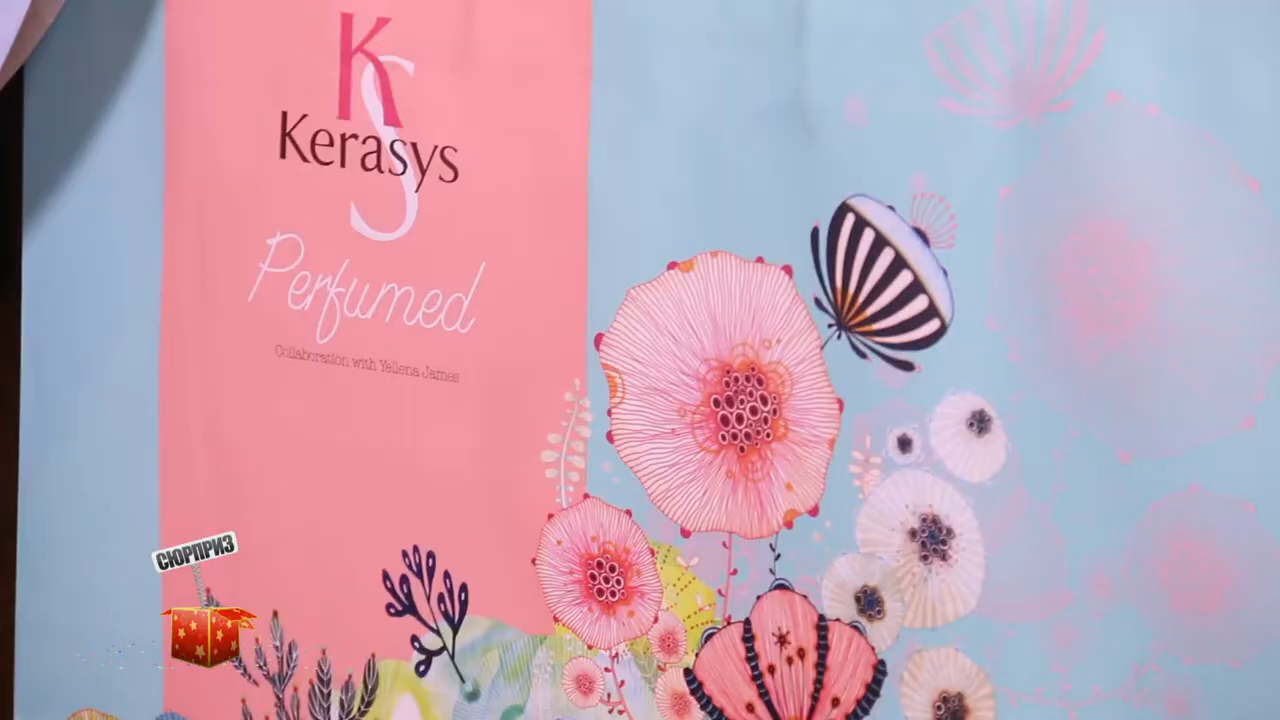 KS
Kerasys
Perfumed
Collaboration with Yellena James
СЮРПРИЗ